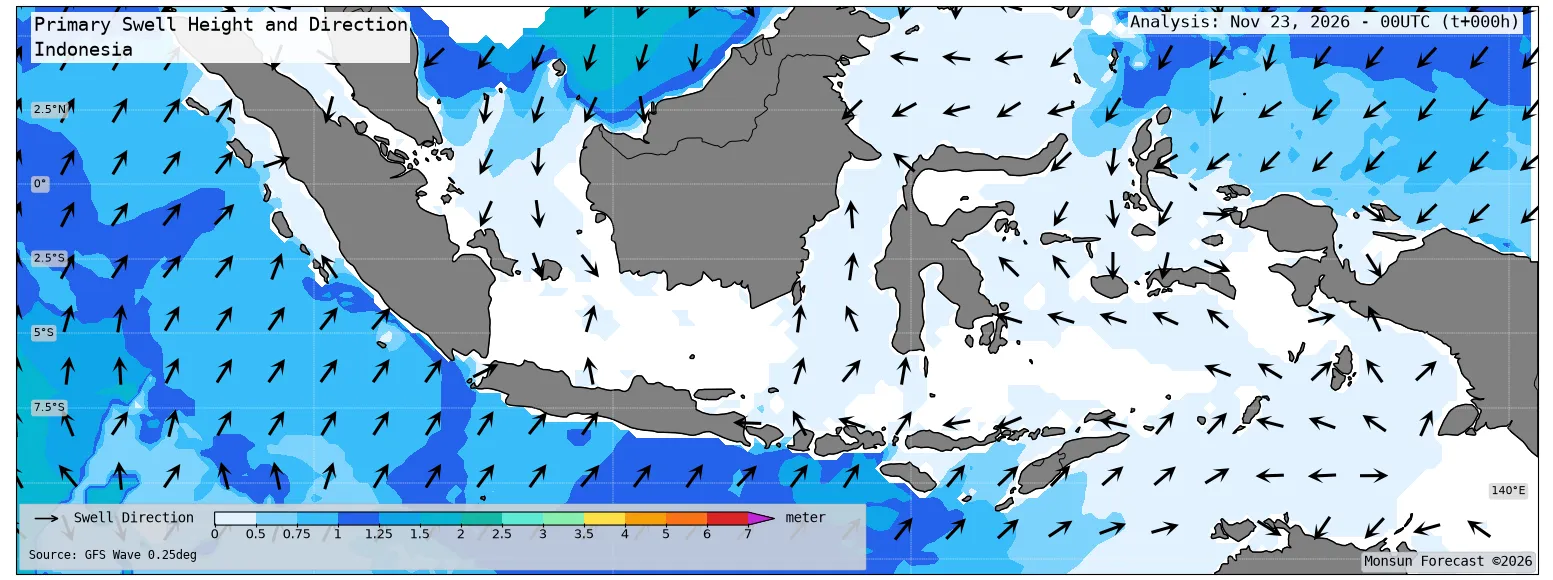 Primary Swell Height and Direction
Indonesia
Analysis: Nov 23, 2026 - 00UTC (t+000h)
2.5°N
0°
2.5°S
5°S
7.5°S
140°E
Swell Direction
0 0.5 0.75 1 1.25 1.5 2 2.5 3 3.5 4 5 6 7
meter
Source: GFS Wave 0.25deg
Monsun Forecast ©2026